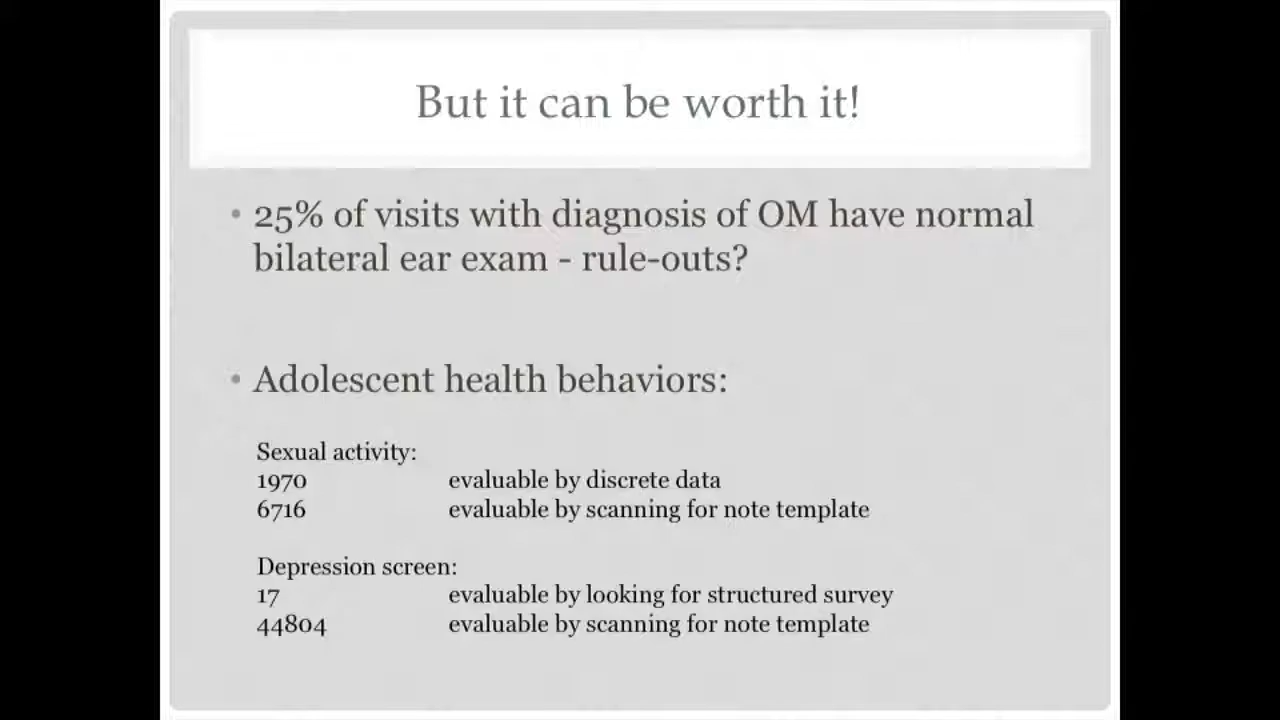 But it can be worth it!
• 25% of visits with diagnosis of OM have normal
bilateral ear exam - rule-outs?
• Adolescent health behaviors:
Sexual activity:
1970 evaluable by discrete data
6716 evaluable by scanning for note template
Depression screen:
17 evaluable by looking for structured survey
44804 evaluable by scanning for note template